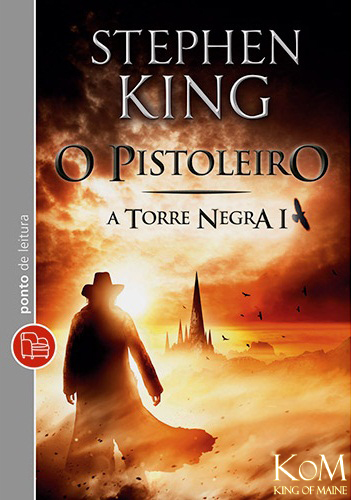 STEPHEN
KING
O PISTOLEIRO
A TORRE NEGRA I
ponto de leitura
KoM
KING OF MAINE